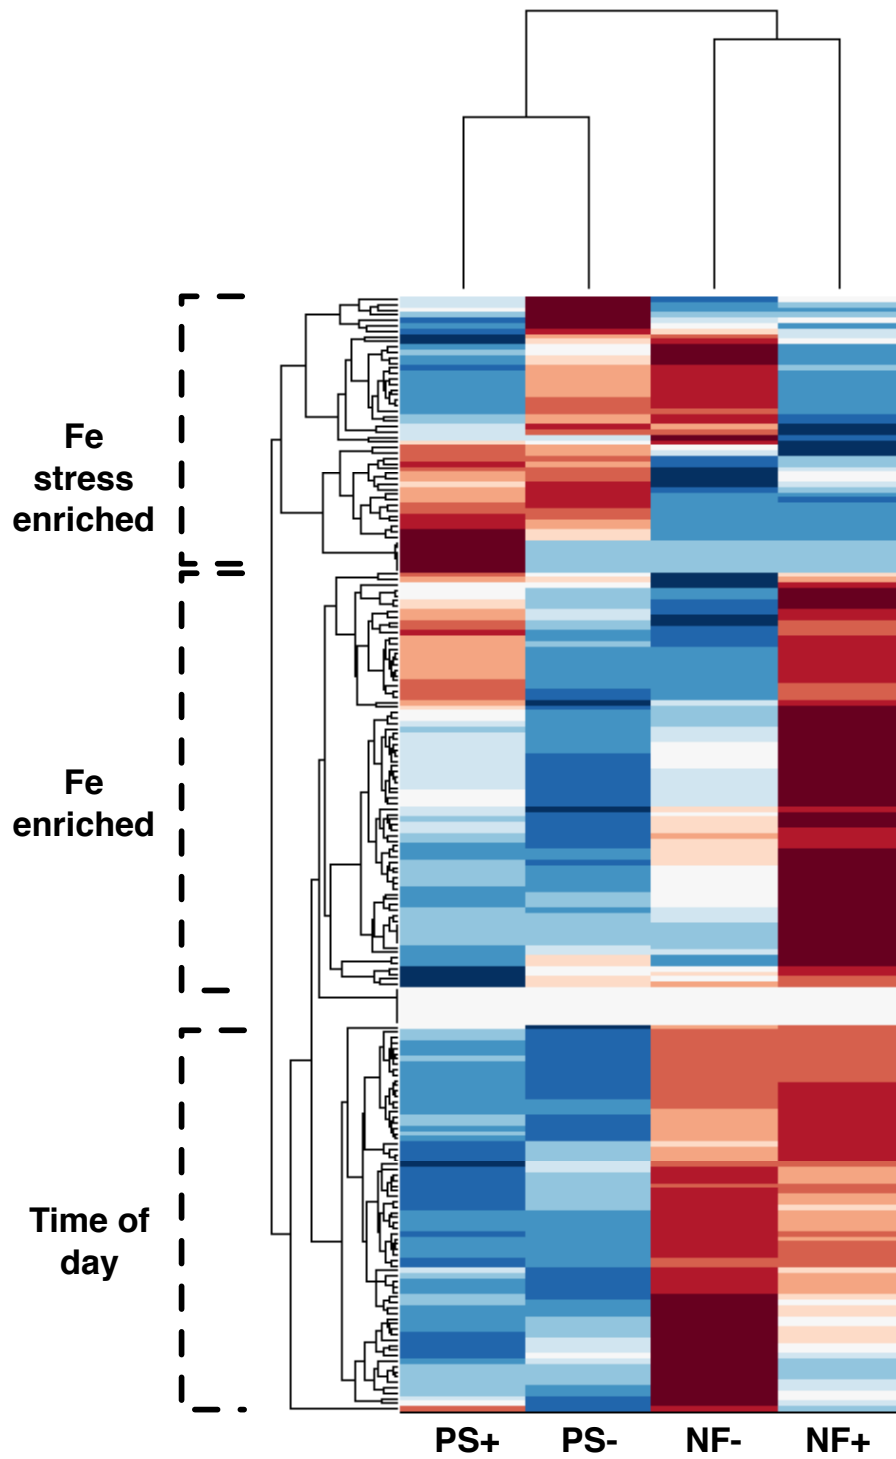 Fe
stress
enriched
Fe
enriched
Time of
day
PS+ PS- NF- NF+